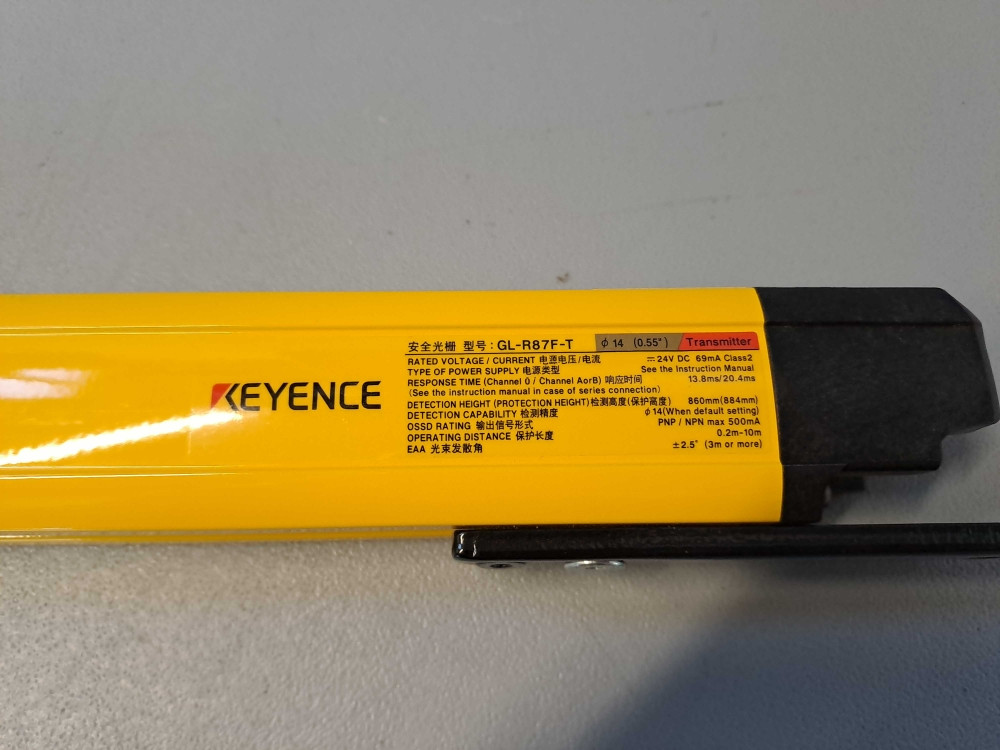 KEYENCE
安全光栅 型号: GL-R87F-T ϕ 14 (0.55") Transmitter
RATED VOLTAGE / CURRENT 电源电压/电流 ⎓ 24V DC 69mA Class2
TYPE OF POWER SUPPLY 电源类型 See the Instruction Manual
RESPONSE TIME (Channel 0 / Channel AorB) 响应时间 13.8ms/20.4ms
(See the instruction manual in case of series connection)
DETECTION HEIGHT (PROTECTION HEIGHT) 检测高度(保护高度) 860mm(884mm)
DETECTION CAPABILITY 检测精度 ϕ14(When default setting)
OSSD RATING 输出信号形式 PNP / NPN max 500mA
OPERATING DISTANCE 保护长度 0.2m-10m
EAA 光束发散角 ±2.5° (3m or more)